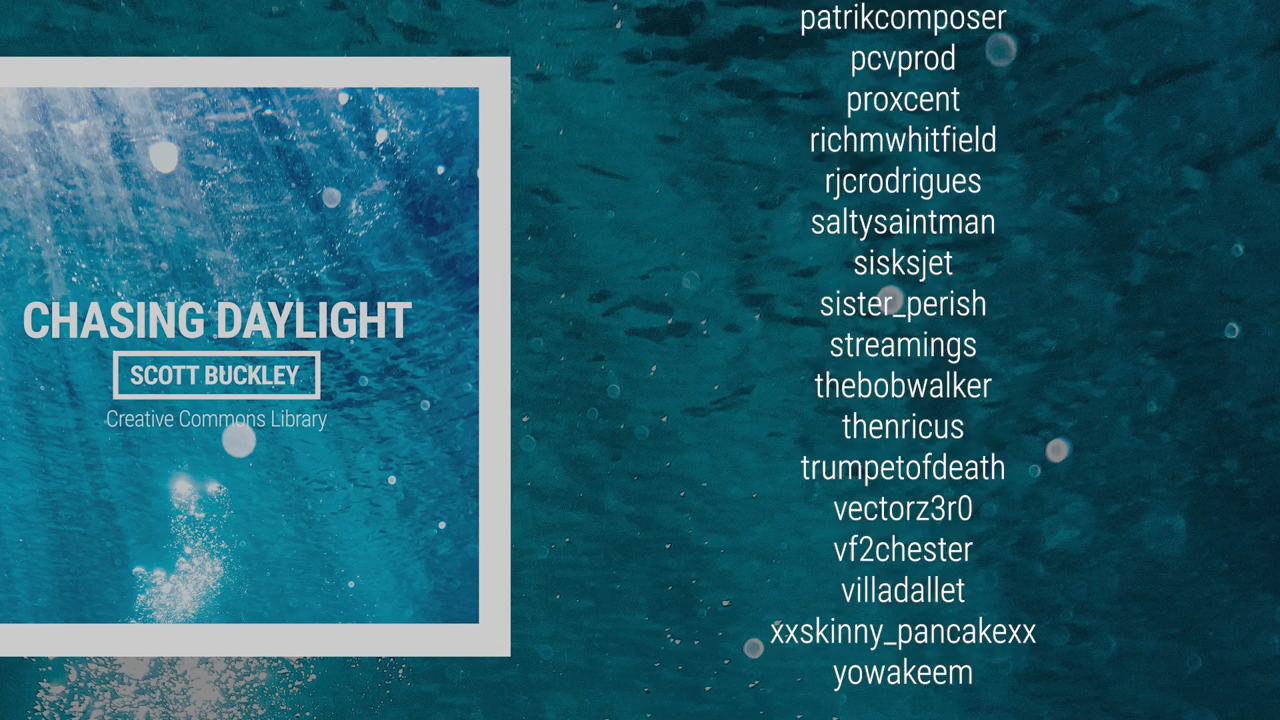 CHASING DAYLIGHT
SCOTT BUCKLEY
Creative Commons Library
patrikcomposer
pcvprod
proxcent
richmwhitfield
rjcrodrigues
saltysaintman
sisksjet
sister_perish
streamings
thebobwalker
thenricus
trumpetofdeath
vectorz3r0
vf2chester
villadallet
xxskinny_pancakexx
yowakeem